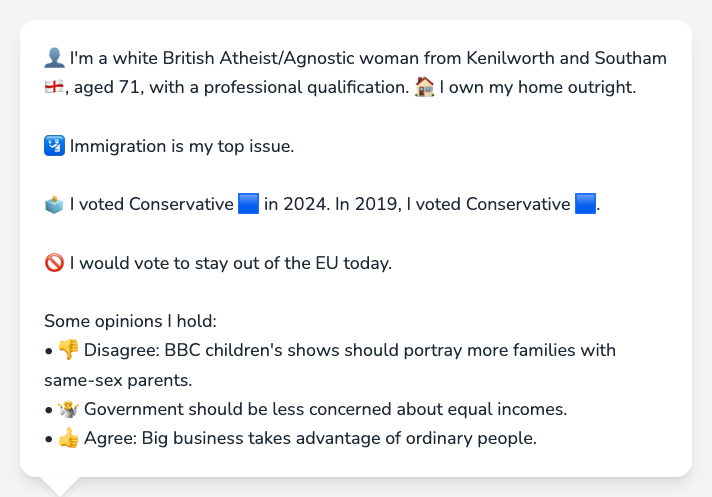 👤 I'm a white British Atheist/Agnostic woman from Kenilworth and Southam
🏴󠁧󠁢󠁥󠁮󠁧󠁿, aged 71, with a professional qualification. 🏠 I own my home outright.
🛂 Immigration is my top issue.
🗳️ I voted Conservative 🟦 in 2024. In 2019, I voted Conservative 🟦.
🚫 I would vote to stay out of the EU today.
Some opinions I hold:
• 👎 Disagree: BBC children's shows should portray more families with
same-sex parents.
• 🤷 Government should be less concerned about equal incomes.
• 👍 Agree: Big business takes advantage of ordinary people.